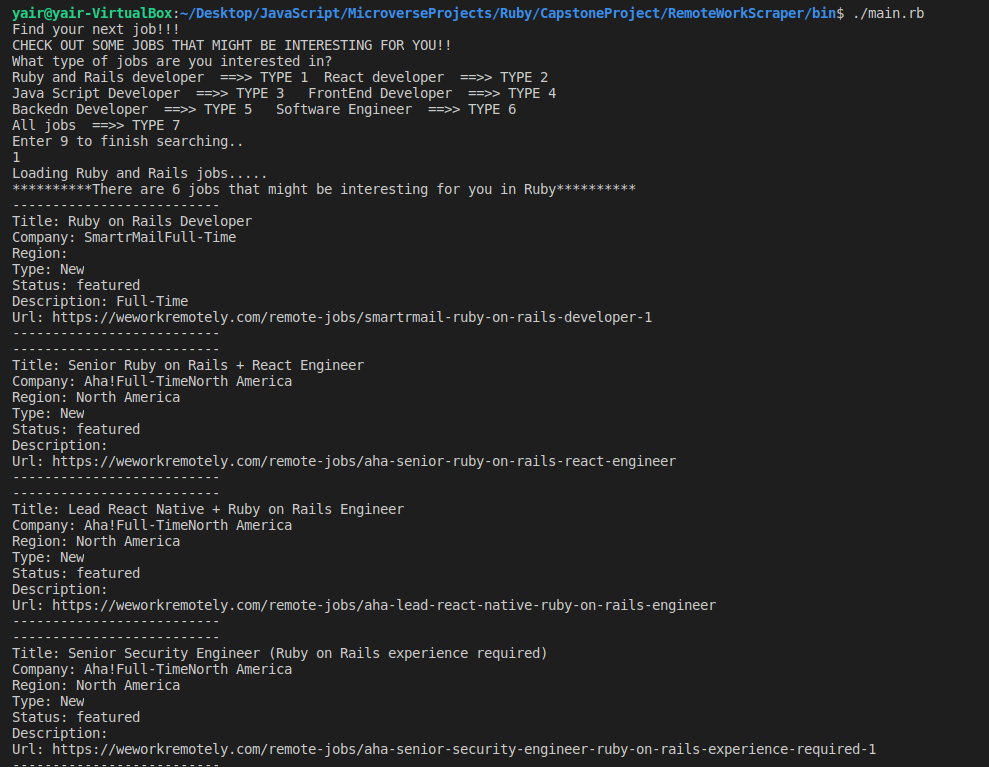 yair@yair-VirtualBox:~/Desktop/JavaScript/MicroverseProjects/Ruby/CapstoneProject/RemoteWorkScraper/bin$ ./main.rb
Find your next job!!!
CHECK OUT SOME JOBS THAT MIGHT BE INTERESTING FOR YOU!!
What type of jobs are you interested in?
Ruby and Rails developer  ==>> TYPE 1  React developer  ==>> TYPE 2
Java Script Developer  ==>> TYPE 3   FrontEnd Developer  ==>> TYPE 4
Backedn Developer  ==>> TYPE 5   Software Engineer  ==>> TYPE 6
All jobs  ==>> TYPE 7
Enter 9 to finish searching..
1
Loading Ruby and Rails jobs.....
**********There are 6 jobs that might be interesting for you in Ruby**********
--------------------------
Title: Ruby on Rails Developer
Company: SmartrMailFull-Time
Region:
Type: New
Status: featured
Description: Full-Time
Url: https://weworkremotely.com/remote-jobs/smartrmail-ruby-on-rails-developer-1
--------------------------
--------------------------
Title: Senior Ruby on Rails + React Engineer
Company: Aha!Full-TimeNorth America
Region: North America
Type: New
Status: featured
Description:
Url: https://weworkremotely.com/remote-jobs/aha-senior-ruby-on-rails-react-engineer
--------------------------
--------------------------
Title: Lead React Native + Ruby on Rails Engineer
Company: Aha!Full-TimeNorth America
Region: North America
Type: New
Status: featured
Description:
Url: https://weworkremotely.com/remote-jobs/aha-lead-react-native-ruby-on-rails-engineer
--------------------------
--------------------------
Title: Senior Security Engineer (Ruby on Rails experience required)
Company: Aha!Full-TimeNorth America
Region: North America
Type: New
Status: featured
Description:
Url: https://weworkremotely.com/remote-jobs/aha-senior-security-engineer-ruby-on-rails-experience-required-1
--------------------------